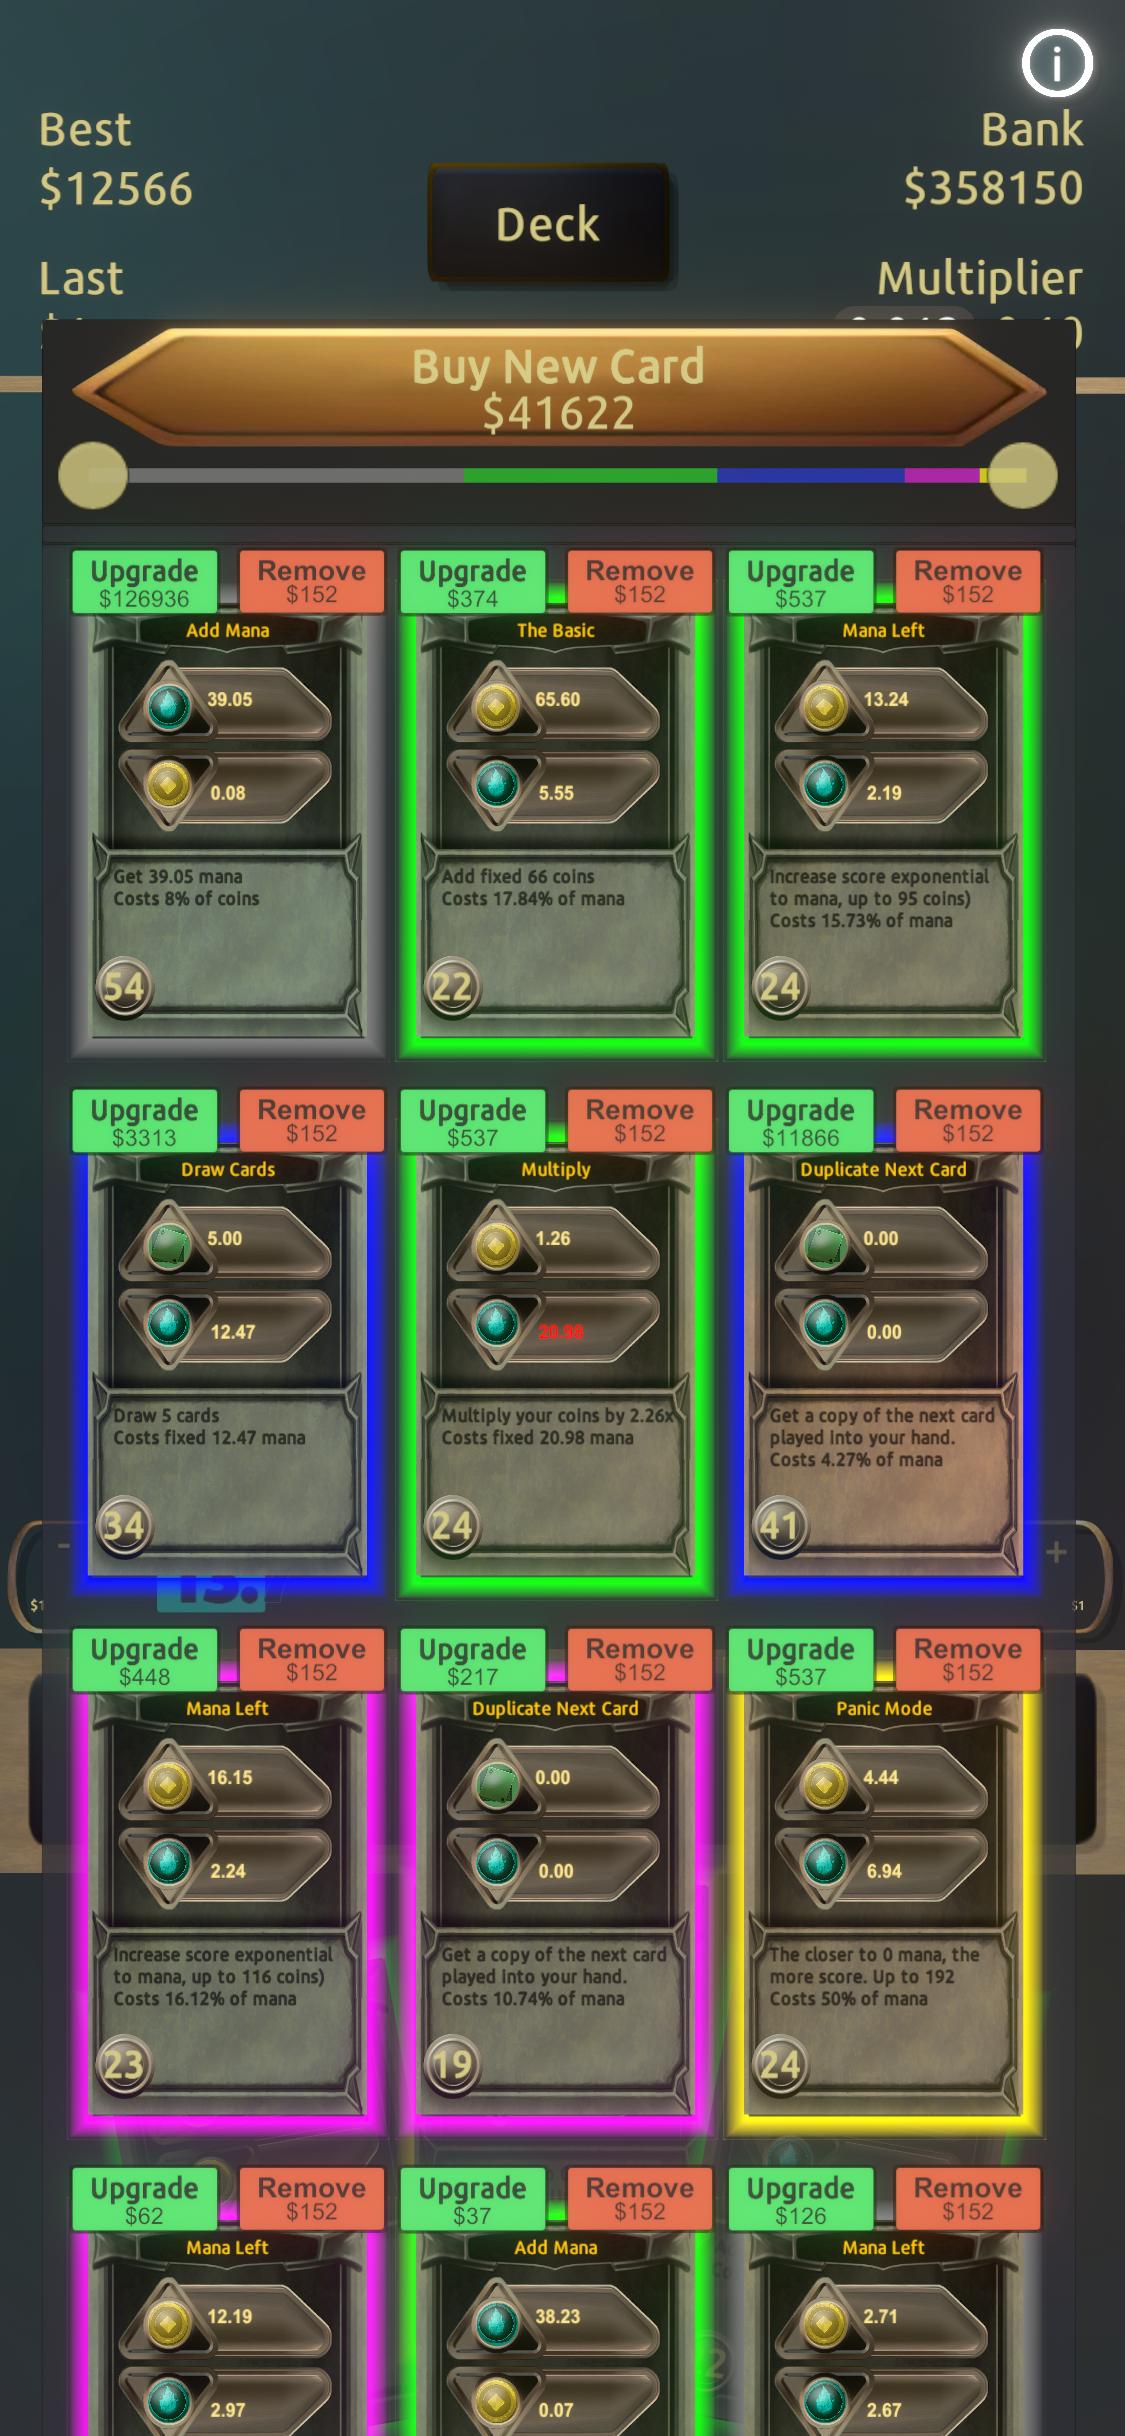 i
Best
$12566
Bank
$358150
Deck
Last
Multiplier
Buy New Card
$41622
Upgrade
$126936
Remove
$152
Upgrade
$374
Remove
$152
Upgrade
$537
Remove
$152
Add Mana
39.05
0.08
Get 39.05 mana
Costs 8% of coins
54
The Basic
65.60
5.55
Add fixed 66 coins
Costs 17.84% of mana
22
Mana Left
13.24
2.19
Increase score exponential
to mana, up to 95 coins)
Costs 15.73% of mana
24
Upgrade
$3313
Remove
$152
Upgrade
$537
Remove
$152
Upgrade
$11866
Remove
$152
Draw Cards
5.00
12.47
Draw 5 cards
Costs fixed 12.47 mana
34
Multiply
1.26
20.98
Multiply your coins by 2.26x
Costs fixed 20.98 mana
24
Duplicate Next Card
0.00
0.00
Get a copy of the next card
played into your hand.
Costs 4.27% of mana
41
-
+
$1
Upgrade
$448
Remove
$152
Upgrade
$217
Remove
$152
Upgrade
$537
Remove
$152
Mana Left
16.15
2.24
Increase score exponential
to mana, up to 116 coins)
Costs 16.12% of mana
23
Duplicate Next Card
0.00
0.00
Get a copy of the next card
played into your hand.
Costs 10.74% of mana
19
Panic Mode
4.44
6.94
The closer to 0 mana, the
more score. Up to 192
Costs 50% of mana
24
Upgrade
$62
Remove
$152
Upgrade
$37
Remove
$152
Upgrade
$126
Remove
$152
Mana Left
12.19
2.97
Add Mana
38.23
0.07
Mana Left
2.71
2.67